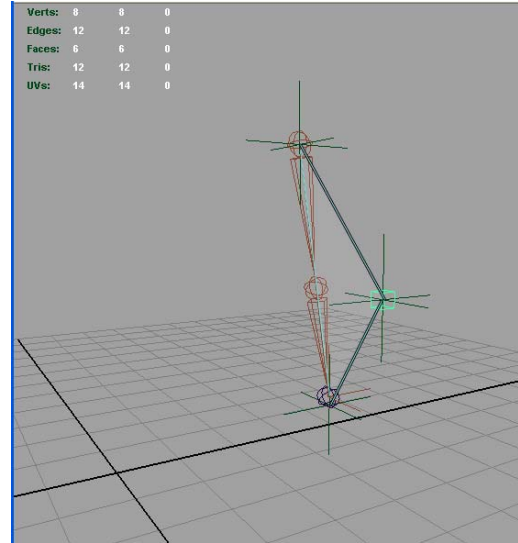 Verts: 8 8 0
Edges: 12 12 0
Faces: 6 6 0
Tris: 12 12 0
UVs: 14 14 0